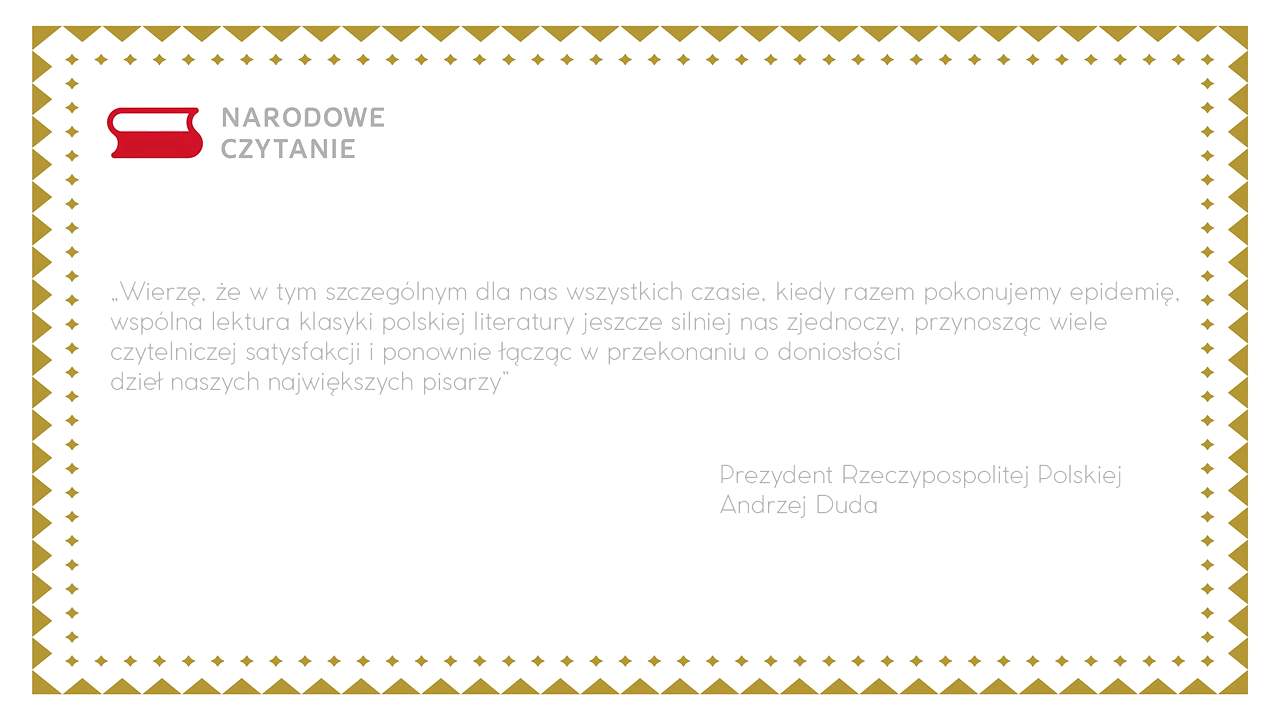 NARODOWE
CZYTANIE
„Wierzę, że w tym szczególnym dla nas wszystkich czasie, kiedy razem pokonujemy epidemię,
wspólna lektura klasyki polskiej literatury jeszcze silniej nas zjednoczy, przynosząc wiele
czytelniczej satysfakcji i ponownie łącząc w przekonaniu o doniosłości
dzieł naszych największych pisarzy”
Prezydent Rzeczypospolitej Polskiej
Andrzej Duda